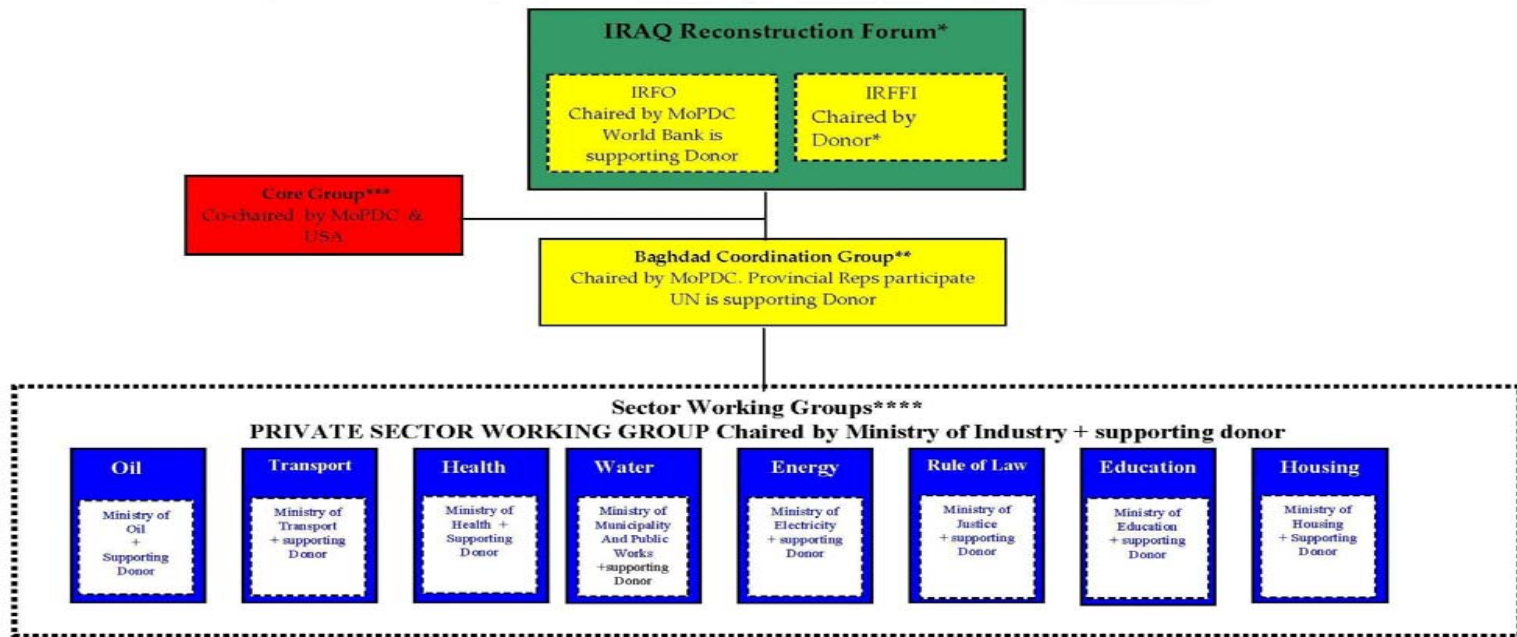 IRAQ Reconstruction Forum*
IRFO
Chaired by MoPDC
World Bank is
supporting Donor
IRFFI
Chaired by
Donor*
Core Group***
Co-chaired by MoPDC &
USA
Baghdad Coordination Group**
Chaired by MoPDC. Provincial Reps participate
UN is supporting Donor
Sector Working Groups****
PRIVATE SECTOR WORKING GROUP Chaired by Ministry of Industry + supporting donor
Oil
Ministry of
Oil
+
Supporting
Donor
Transport
Ministry of
Transport
+ supporting
Donor
Health
Ministry of
Health +
Supporting
Donor
Water
Ministry of
Municipality
And Public
Works
+supporting
Donor
Energy
Ministry of
Electricity
+ supporting
Donor
Rule of Law
Ministry of
Justice
+ supporting
Donor
Education
Ministry of
Education
+ supporting
Donor
Housing
Ministry of
Housing
+ Supporting
Donor